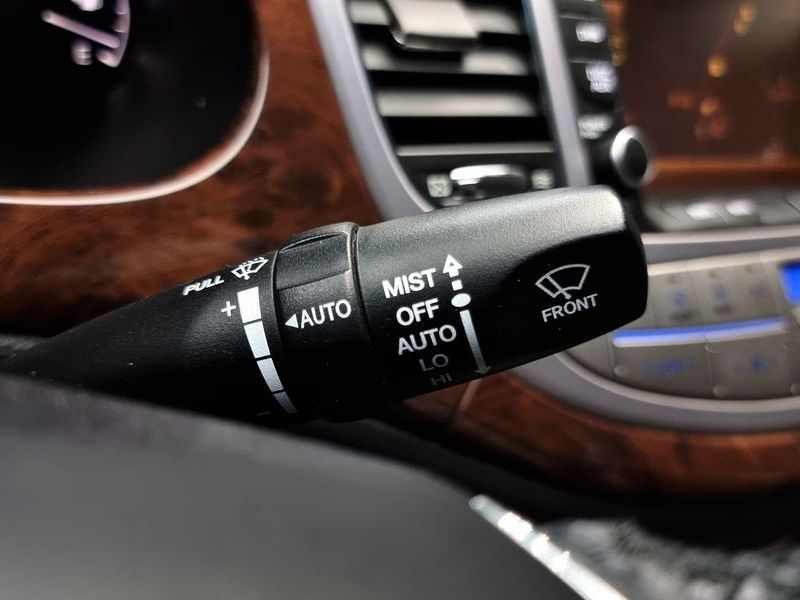 PULL
+
◀AUTO
-
MIST
OFF
AUTO
LO
HI
FRONT